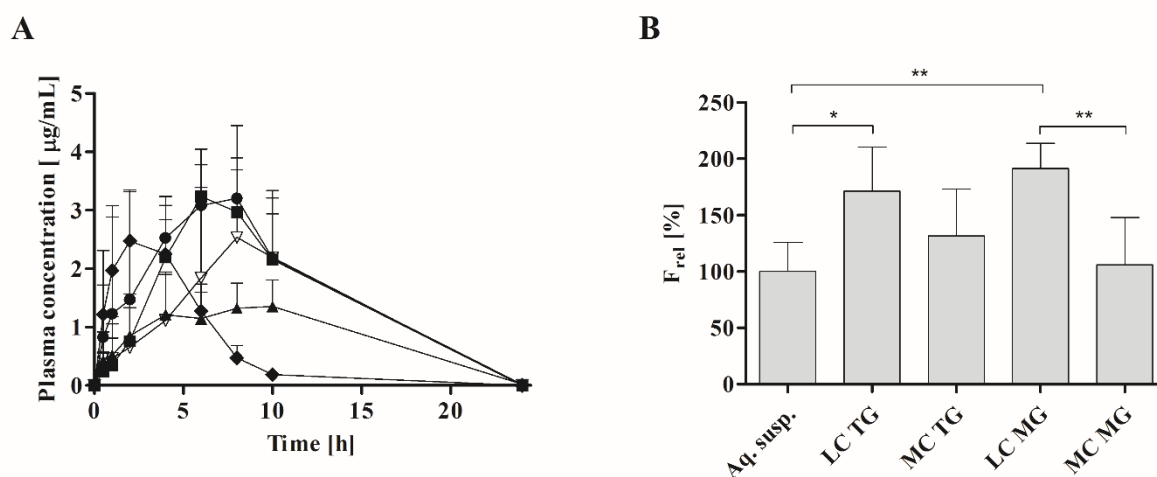 A
Plasma concentration [ μg/mL]
5
4
3
2
1
0
0
5
10
15
20
Time [h]
B
F_rel [%]
250
200
150
100
50
0
**
*
**
Aq. susp.
LC TG
MC TG
LC MG
MC MG